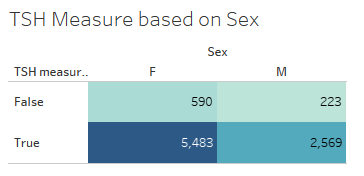 TSH Measure based on Sex
Sex
TSH measur.. F M
False 590 223
True 5,483 2,569